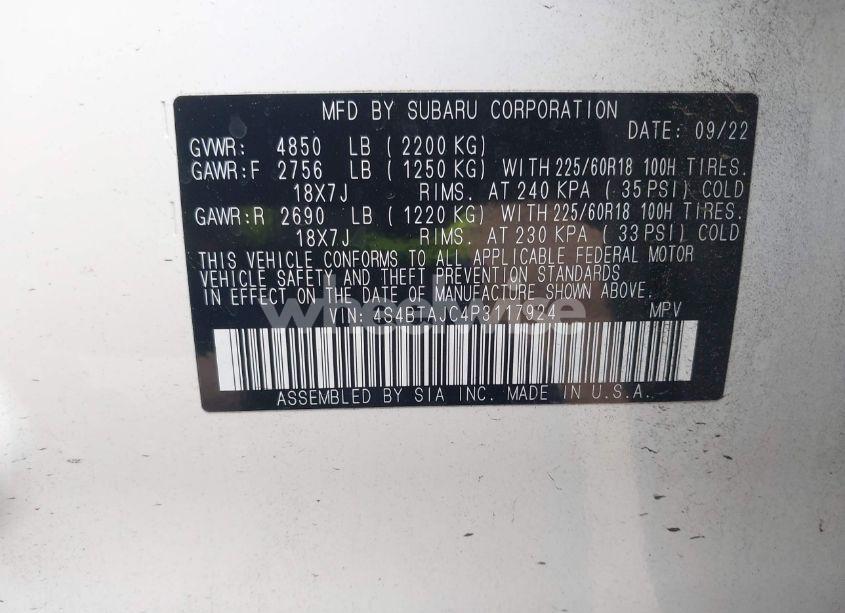 MFD BY SUBARU CORPORATION
DATE: 09/22
GVWR: 4850 LB ( 2200 KG)
GAWR:F 2756 LB ( 1250 KG) WITH 225/60R18 100H TIRES.
18X7J RIMS. AT 240 KPA ( 35 PSI) COLD
GAWR:R 2690 LB ( 1220 KG) WITH 225/60R18 100H TIRES.
18X7J RIMS. AT 230 KPA ( 33 PSI) COLD
THIS VEHICLE CONFORMS TO ALL APPLICABLE FEDERAL MOTOR
VEHICLE SAFETY AND THEFT PREVENTION STANDARDS
IN EFFECT ON THE DATE OF MANUFACTURE SHOWN ABOVE.
VIN: 4S4BTAJC4P3117924 MPV
ASSEMBLED BY SIA INC. MADE IN U.S.A.